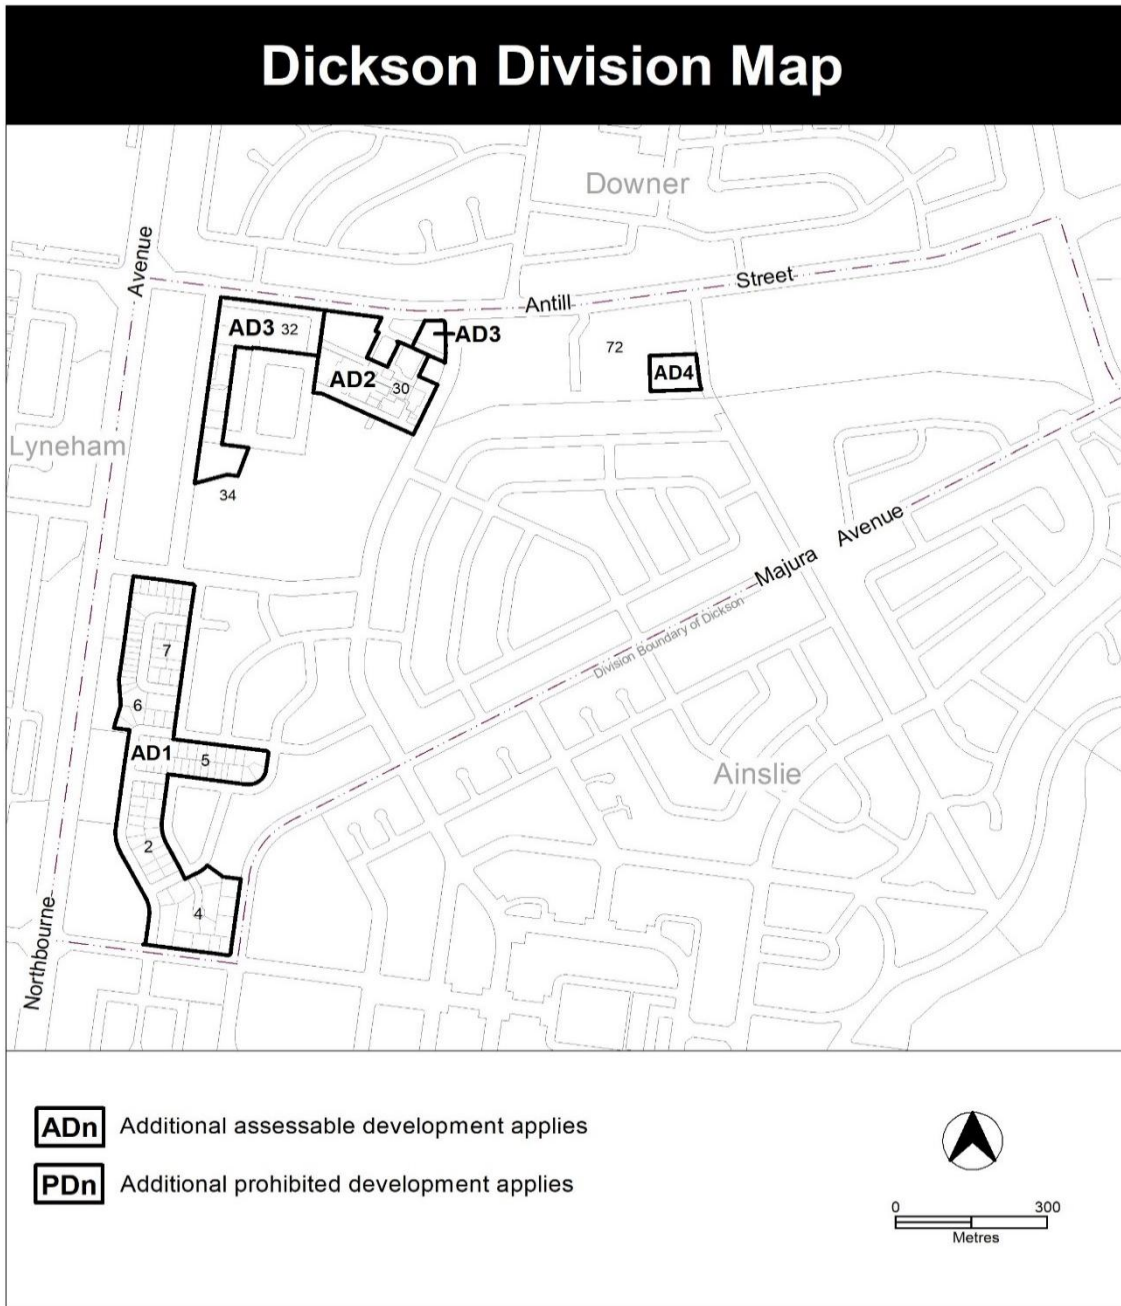 Dickson Division Map
Downer
Avenue
Street
Antill
AD3 32
AD3
72
AD4
AD2
30
Lyneham
34
Avenue
Majura
Division Boundary of Dickson
7
6
AD1
5
Ainslie
2
4
Northbourne
ADn Additional assessable development applies
PDn Additional prohibited development applies
0 300
Metres